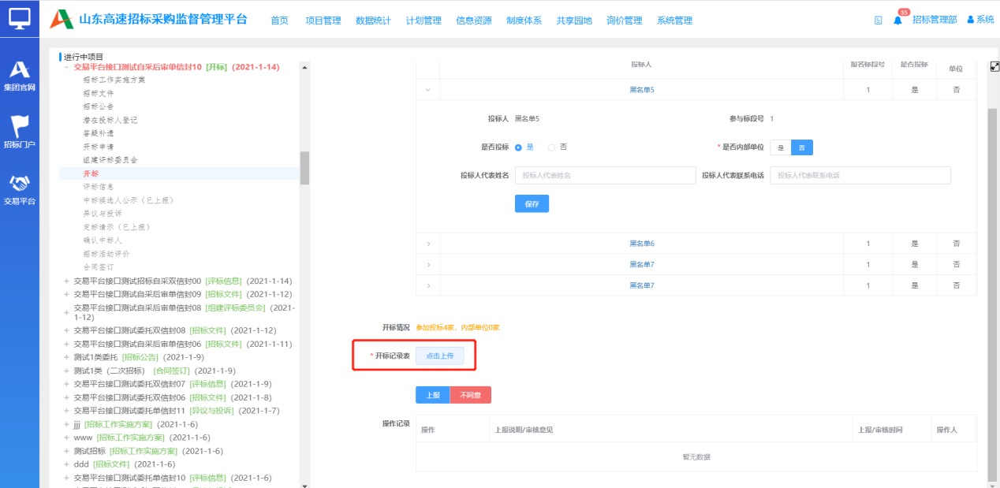 山东高速招标采购监督管理平台
首页 项目管理 数据统计 计划管理 信息资源 制度体系 共享园地 询价管理 系统管理
35
招标管理部 系统
集团官网
招标门户
交易平台
进行中项目
- 交易平台接口测试自采后审单信封10 [开标] (2021-1-14)
招标工作实施方案
招标文件
招标公告
潜在投标人登记
答疑补遗
开标申请
组建评标委员会
开标
评标信息
中标候选人公示（已上报）
异议与投诉
定标请示（已上报）
确认中标人
招标活动评价
合同签订
+ 交易平台接口测试招标自采双信封00 [评标信息] (2021-1-14)
+ 交易平台接口测试自采后审单信封09 [招标文件] (2021-1-12)
+ 交易平台接口测试自采后审单信封08 [组建评标委员会] (2021-
1-12)
+ 交易平台接口测试委托双信封08 [招标文件] (2021-1-12)
+ 交易平台接口测试自采后审单信封06 [招标文件] (2021-1-11)
+ 测试1类委托 [招标公告] (2021-1-9)
+ 测试1类（二次招标） [合同签订] (2021-1-9)
+ 交易平台接口测试委托双信封07 [评标信息] (2021-1-9)
+ 交易平台接口测试委托双信封06 [招标文件] (2021-1-8)
+ 交易平台接口测试委托单信封11 [异议与投诉] (2021-1-7)
+ jjj [招标工作实施方案] (2021-1-6)
+ www [招标工作实施方案] (2021-1-6)
+ 测试招标 [招标工作实施方案] (2021-1-6)
+ ddd [招标文件] (2021-1-6)
+ 交易平台接口测试委托单信封10 [评标信息] (2021-1-6)
投标人 报名标段号 是否投标 单位
黑名单5 1 是 否
投标人 黑名单5 参与标段号 1
是否投标 是 否 * 是否内部单位 是 否
投标人代表姓名 投标人代表姓名 投标人代表联系电话 投标人代表联系电话
保存
黑名单6 1 是 否
黑名单7 1 是 否
黑名单7 1 是 否
开标情况 参加投标4家、内部单位0家
* 开标记录表 点击上传
上报 不同意
操作记录 操作 上报说明/审核意见 上报/审核时间 操作人
暂无数据